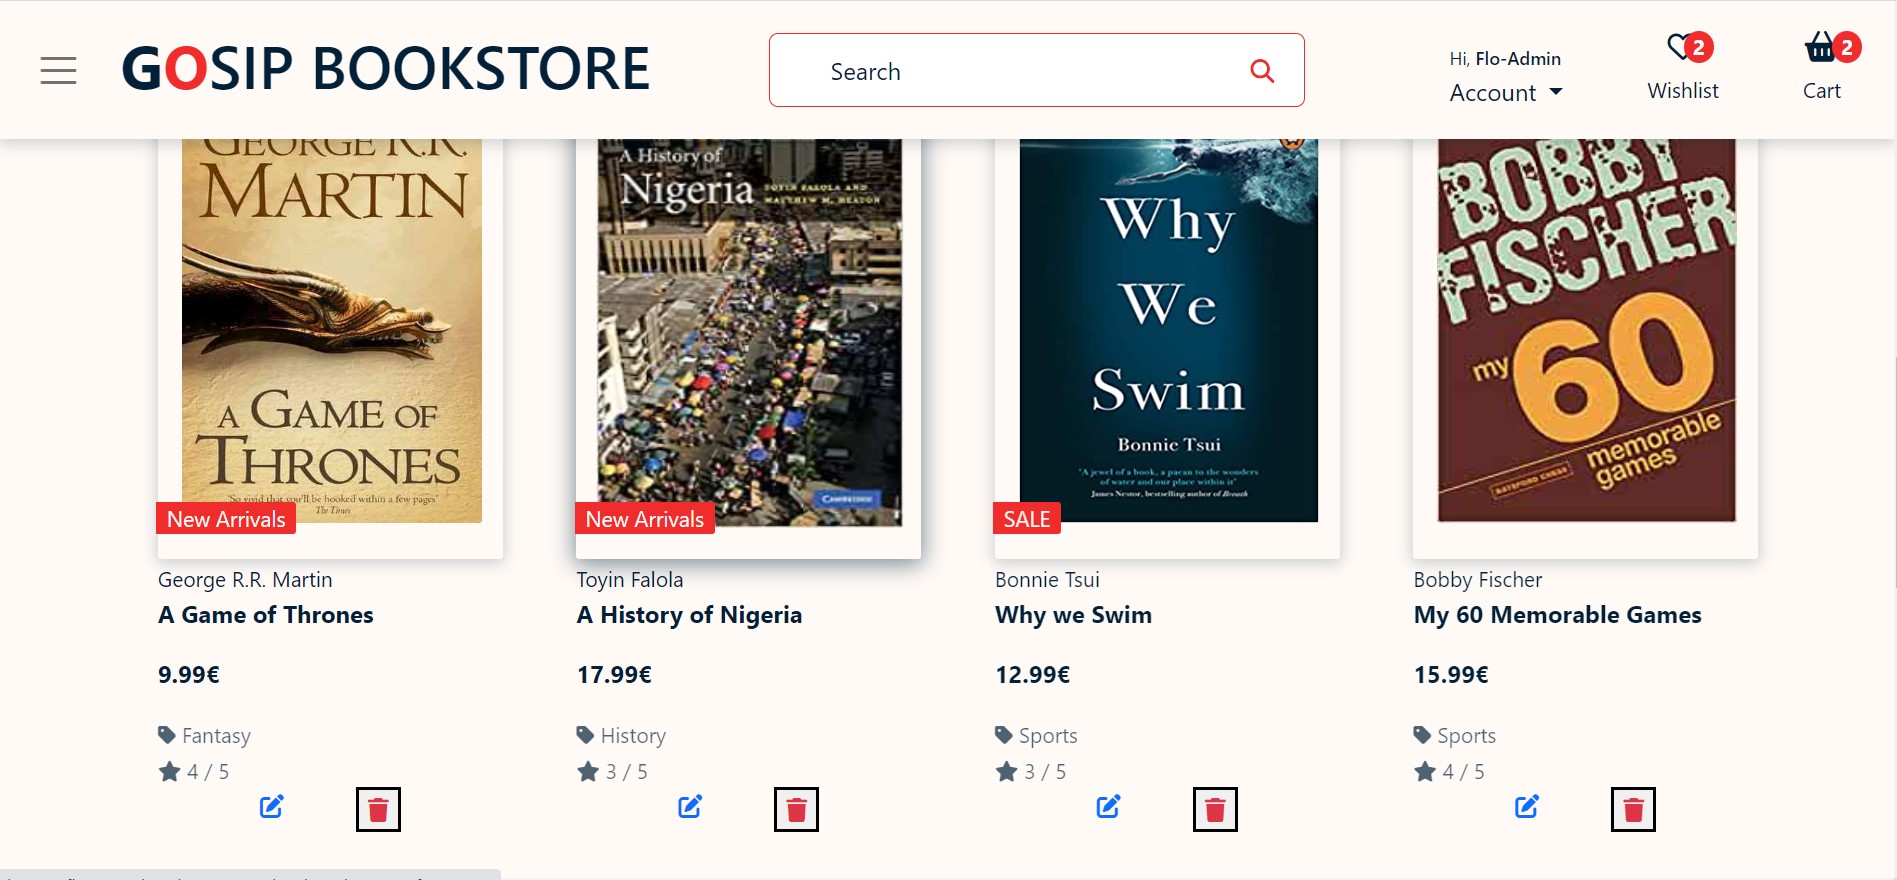 GOSIP BOOKSTORE
Search
Hi, Flo-Admin
Account
2
Wishlist
2
Cart
GEORGE R.R.
MARTIN
A GAME OF
THRONES
'So vivid that you'll be hooked within a few pages'
The Times
New Arrivals
George R.R. Martin
A Game of Thrones
9.99€
Fantasy
4 / 5
A History of
Nigeria
TOYIN FALOLA AND
MATTHEW M. HEATON
CAMBRIDGE
New Arrivals
Toyin Falola
A History of Nigeria
17.99€
History
3 / 5
Why
We
Swim
Bonnie Tsui
"A jewel of a book, a paean to the wonders
of water and our place within it"
James Nestor, bestselling author of Breath
SALE
Bonnie Tsui
Why we Swim
12.99€
Sports
3 / 5
BOBBY
FISCHER
my 60
memorable
games
BATSFORD CHESS
Bobby Fischer
My 60 Memorable Games
15.99€
Sports
4 / 5